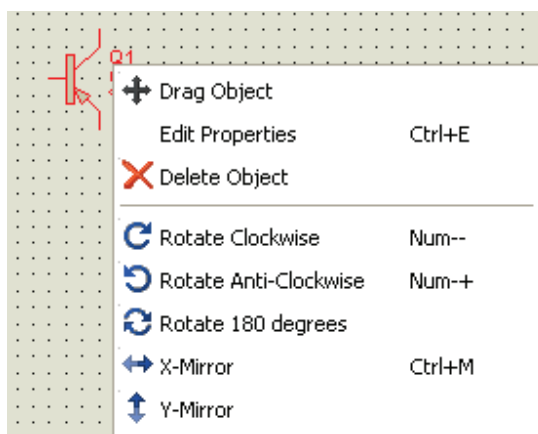 Q1
Drag Object
Edit Properties Ctrl+E
Delete Object
Rotate Clockwise Num--
Rotate Anti-Clockwise Num-+
Rotate 180 degrees
X-Mirror Ctrl+M
Y-Mirror